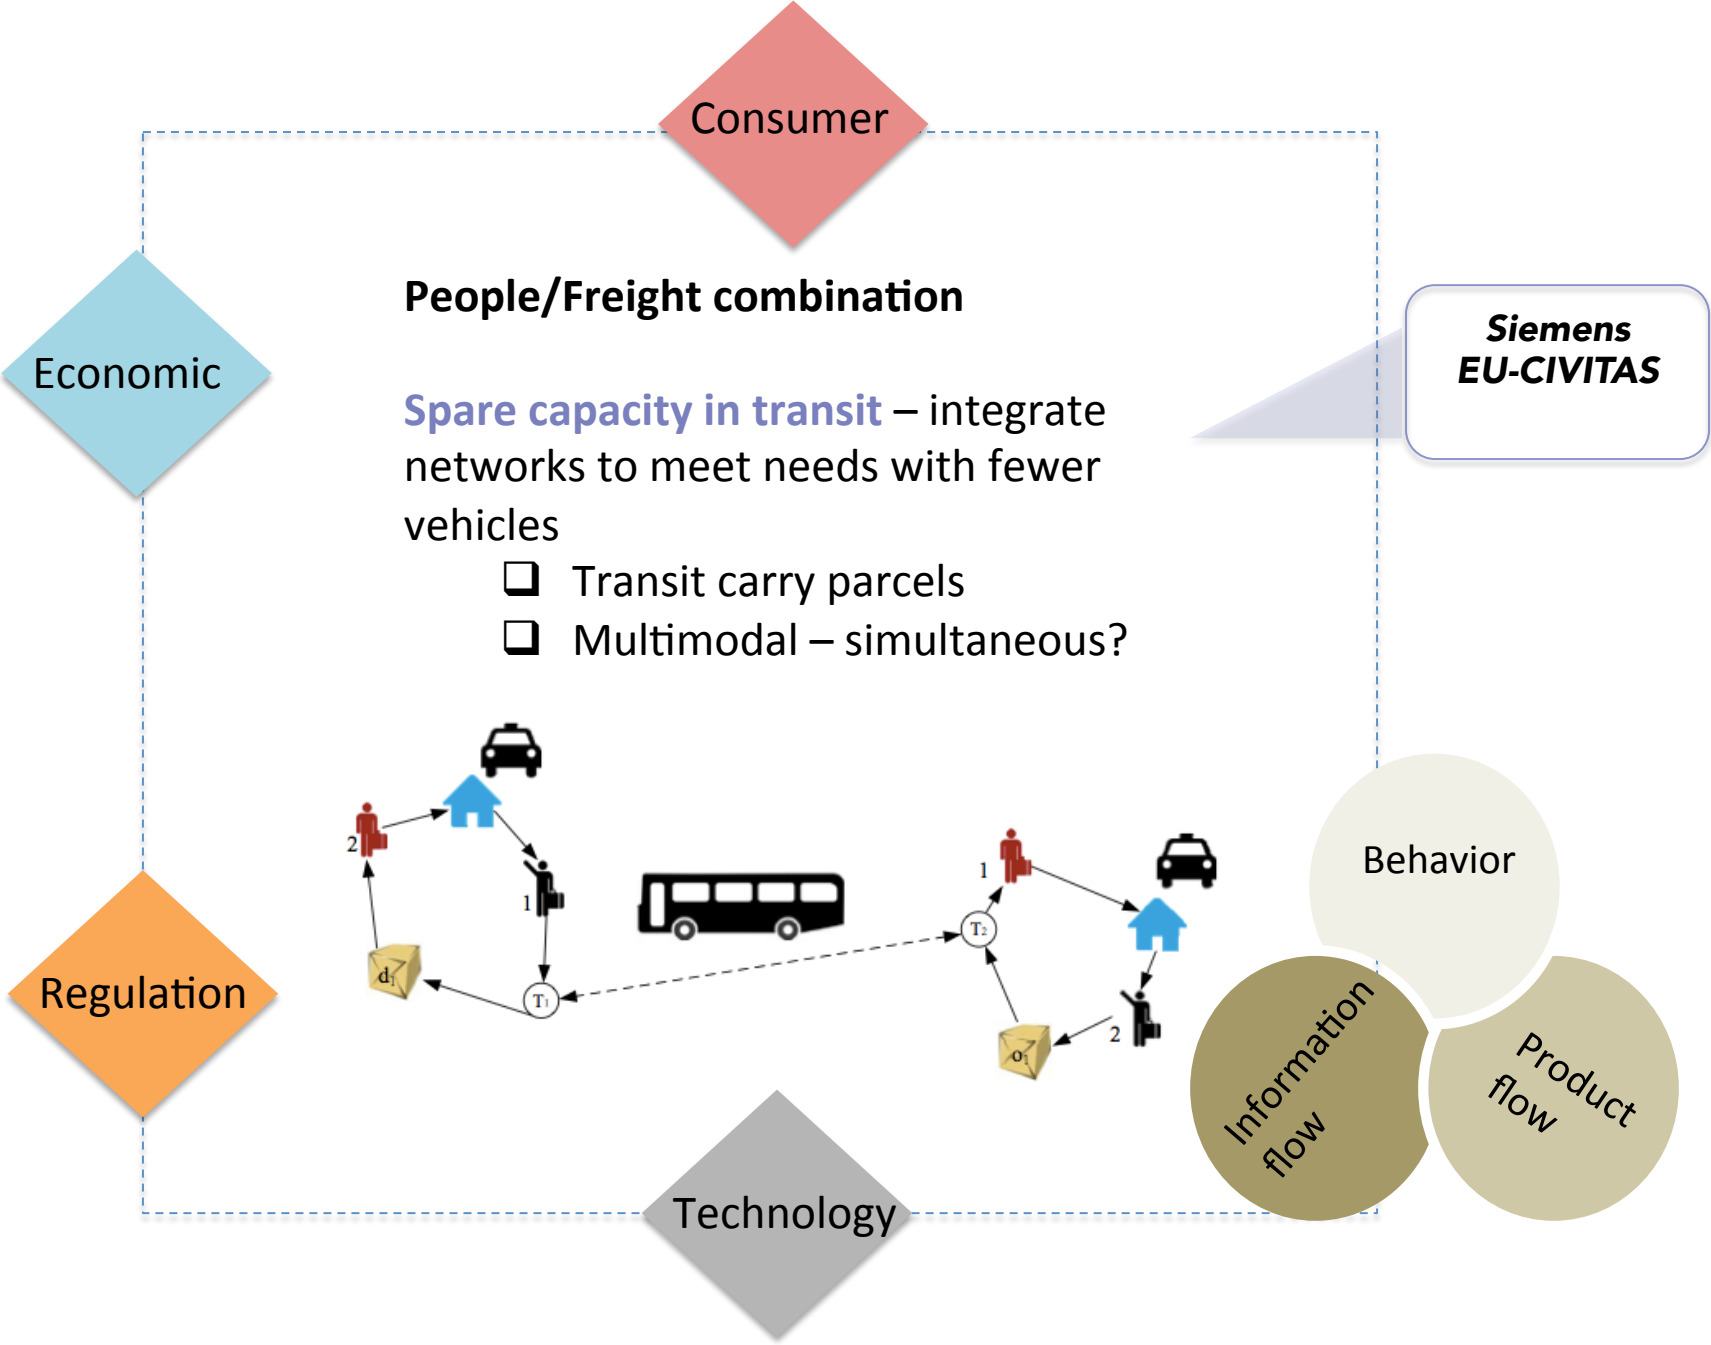 Consumer
Economic
People/Freight combination
Siemens
EU-CIVITAS
Spare capacity in transit – integrate
networks to meet needs with fewer
vehicles
❑ Transit carry parcels
❑ Multimodal – simultaneous?
2
1
d1
T1
1
T2
2
o1
Behavior
Regulation
Information
flow
Product
flow
Technology